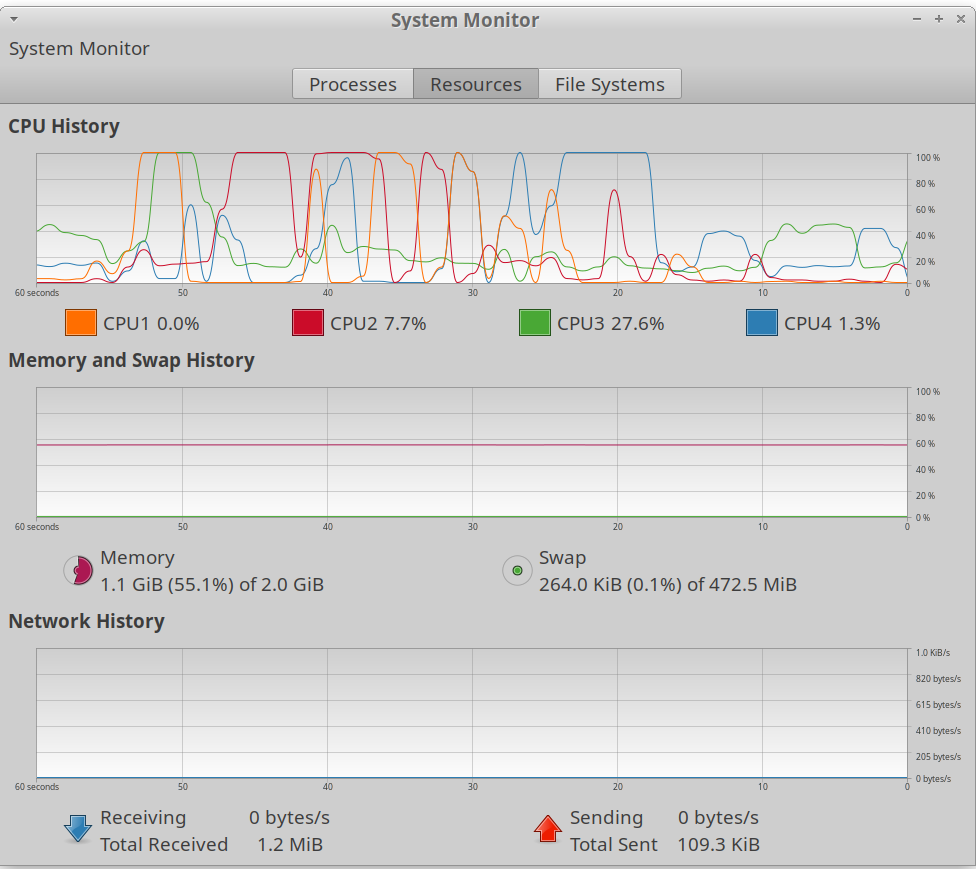 System Monitor
System Monitor
Processes Resources File Systems
CPU History
100 %
80 %
60 %
40 %
20 %
0 %
60 seconds 50 40 30 20 10 0
CPU1 0.0% CPU2 7.7% CPU3 27.6% CPU4 1.3%
Memory and Swap History
100 %
80 %
60 %
40 %
20 %
0 %
60 seconds 50 40 30 20 10 0
Memory Swap
1.1 GiB (55.1%) of 2.0 GiB 264.0 KiB (0.1%) of 472.5 MiB
Network History
1.0 KiB/s
820 bytes/s
615 bytes/s
410 bytes/s
205 bytes/s
0 bytes/s
60 seconds 50 40 30 20 10 0
Receiving 0 bytes/s Sending 0 bytes/s
Total Received 1.2 MiB Total Sent 109.3 KiB